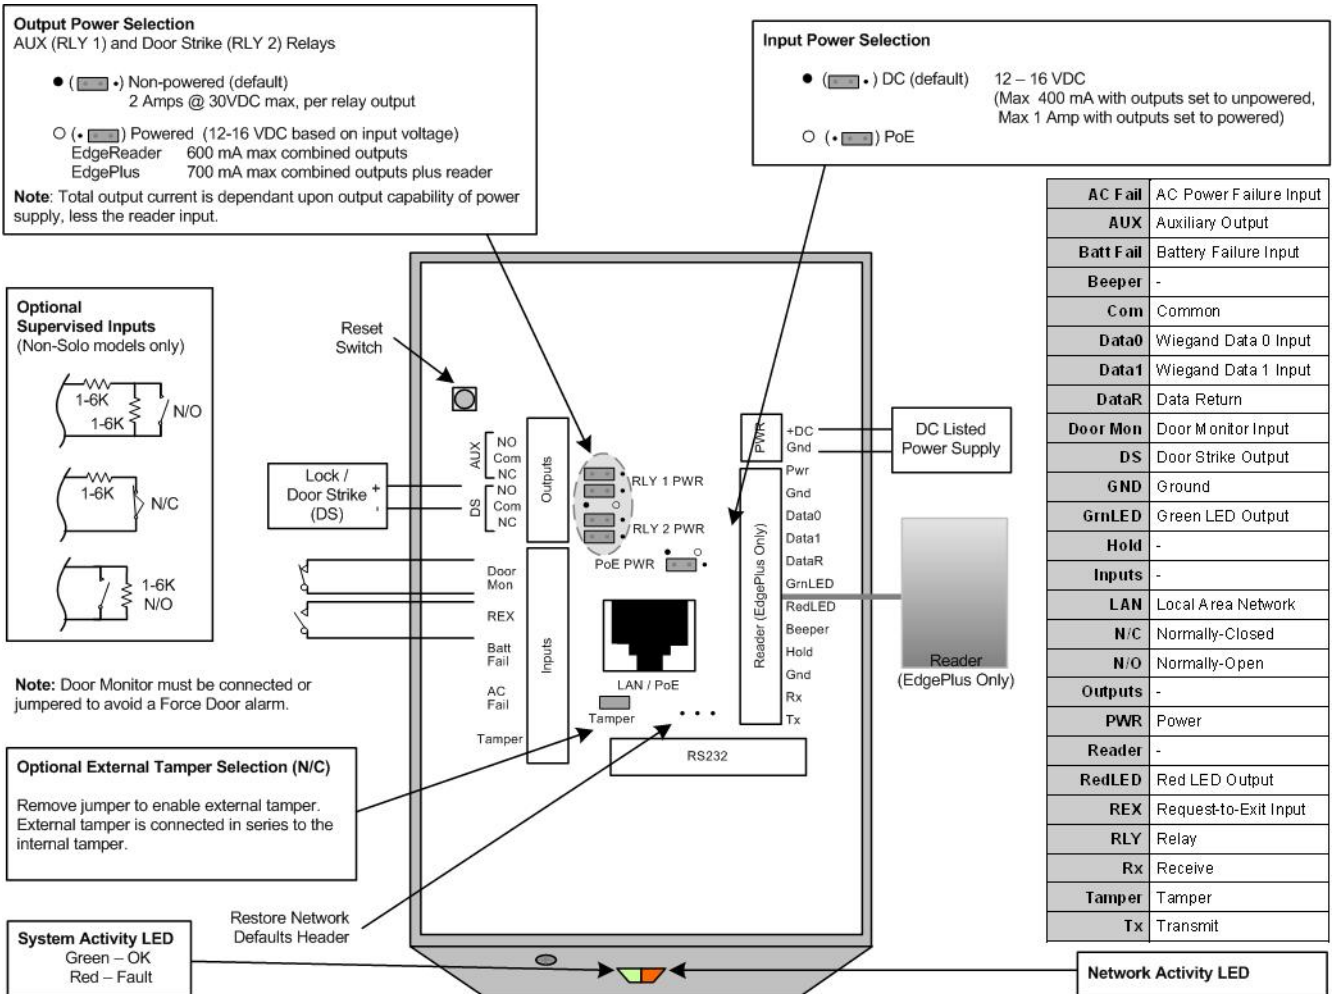 Output Power Selection
AUX (RLY 1) and Door Strike (RLY 2) Relays
Non-powered (default)
2 Amps @ 30VDC max, per relay output
Powered (12-16 VDC based on input voltage)
EdgeReader 600 mA max combined outputs
EdgePlus 700 mA max combined outputs plus reader
Note: Total output current is dependant upon output capability of power
supply, less the reader input.
Input Power Selection
DC (default) 12 – 16 VDC
(Max 400 mA with outputs set to unpowered,
Max 1 Amp with outputs set to powered)
PoE
Optional
Supervised Inputs
(Non-Solo models only)
1-6K
1-6K
N/O
1-6K
N/C
1-6K
N/O
Note: Door Monitor must be connected or
jumpered to avoid a Force Door alarm.
Optional External Tamper Selection (N/C)
Remove jumper to enable external tamper.
External tamper is connected in series to the
internal tamper.
System Activity LED
Green – OK
Red – Fault
Restore Network
Defaults Header
Reset
Switch
Lock /
Door Strike
(DS)
+
-
AUX
NO
Com
NC
DS
NO
Com
NC
Outputs
Door
Mon
REX
Batt
Fail
AC
Fail
Tamper
Inputs
RLY 1 PWR
RLY 2 PWR
PoE PWR
LAN / PoE
Tamper
RS232
PWR
+DC
Gnd
Reader (EdgePlus Only)
Pwr
Gnd
Data0
Data1
DataR
GrnLED
RedLED
Beeper
Hold
Gnd
Rx
Tx
DC Listed
Power Supply
Reader
(EdgePlus Only)
AC Fail AC Power Failure Input
AUX Auxiliary Output
Batt Fail Battery Failure Input
Beeper -
Com Common
Data0 Wiegand Data 0 Input
Data1 Wiegand Data 1 Input
DataR Data Return
Door Mon Door Monitor Input
DS Door Strike Output
GND Ground
GrnLED Green LED Output
Hold -
Inputs -
LAN Local Area Network
N/C Normally-Closed
N/O Normally-Open
Outputs -
PWR Power
Reader -
RedLED Red LED Output
REX Request-to-Exit Input
RLY Relay
Rx Receive
Tamper Tamper
Tx Transmit
Network Activity LED